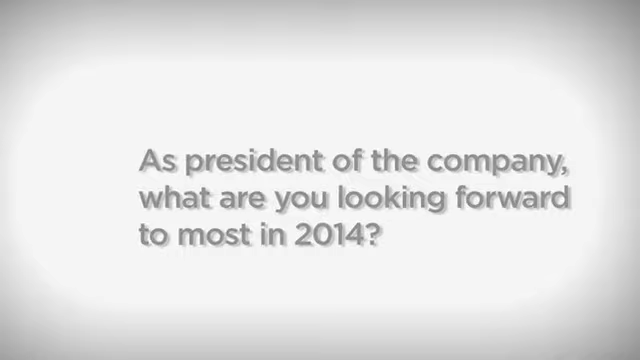 As president of the company,
what are you looking forward
to most in 2014?